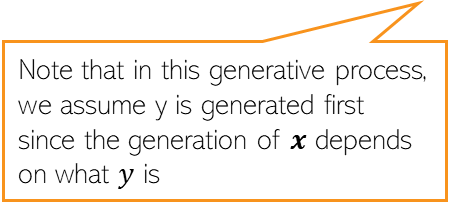 Note that in this generative process,
we assume y is generated first
since the generation of x depends
on what y is